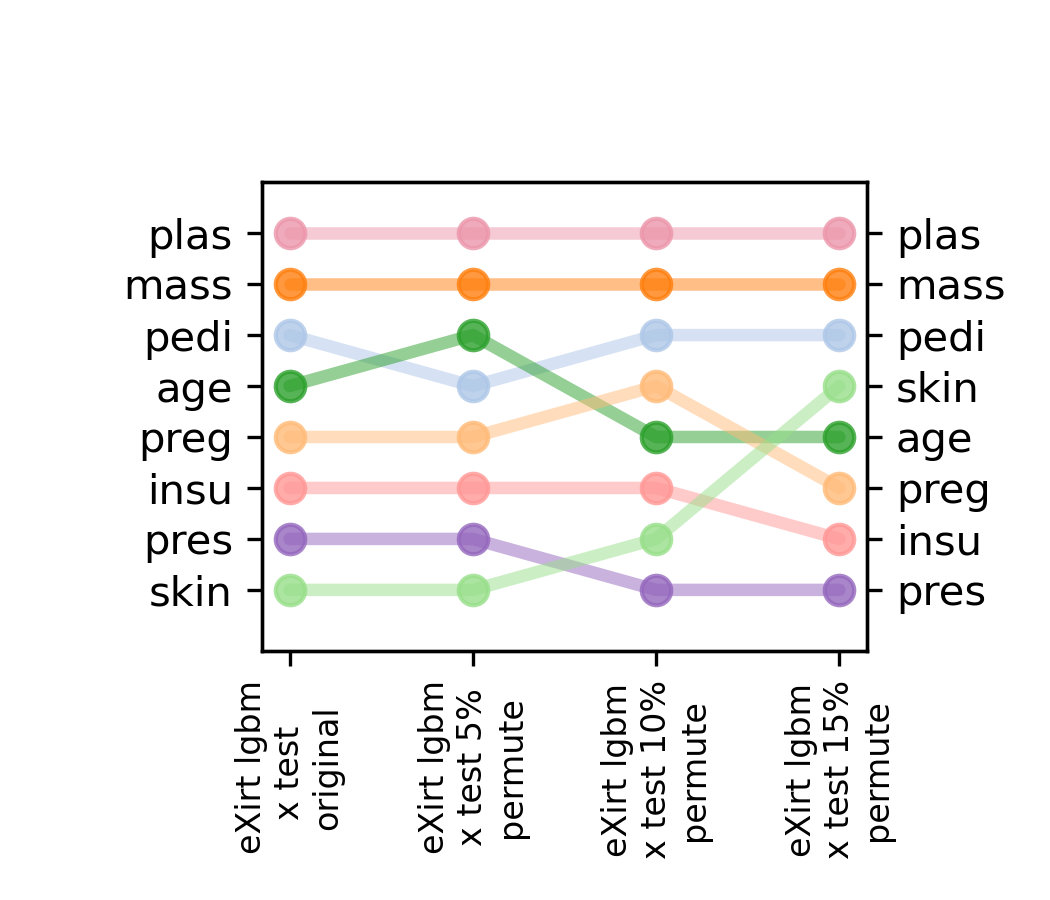 plas
mass
pedi
age
preg
insu
pres
skin
plas
mass
pedi
skin
age
preg
insu
pres
eXirt lgbm
x test
original
eXirt lgbm
x test 5%
permute
eXirt lgbm
x test 10%
permute
eXirt lgbm
x test 15%
permute